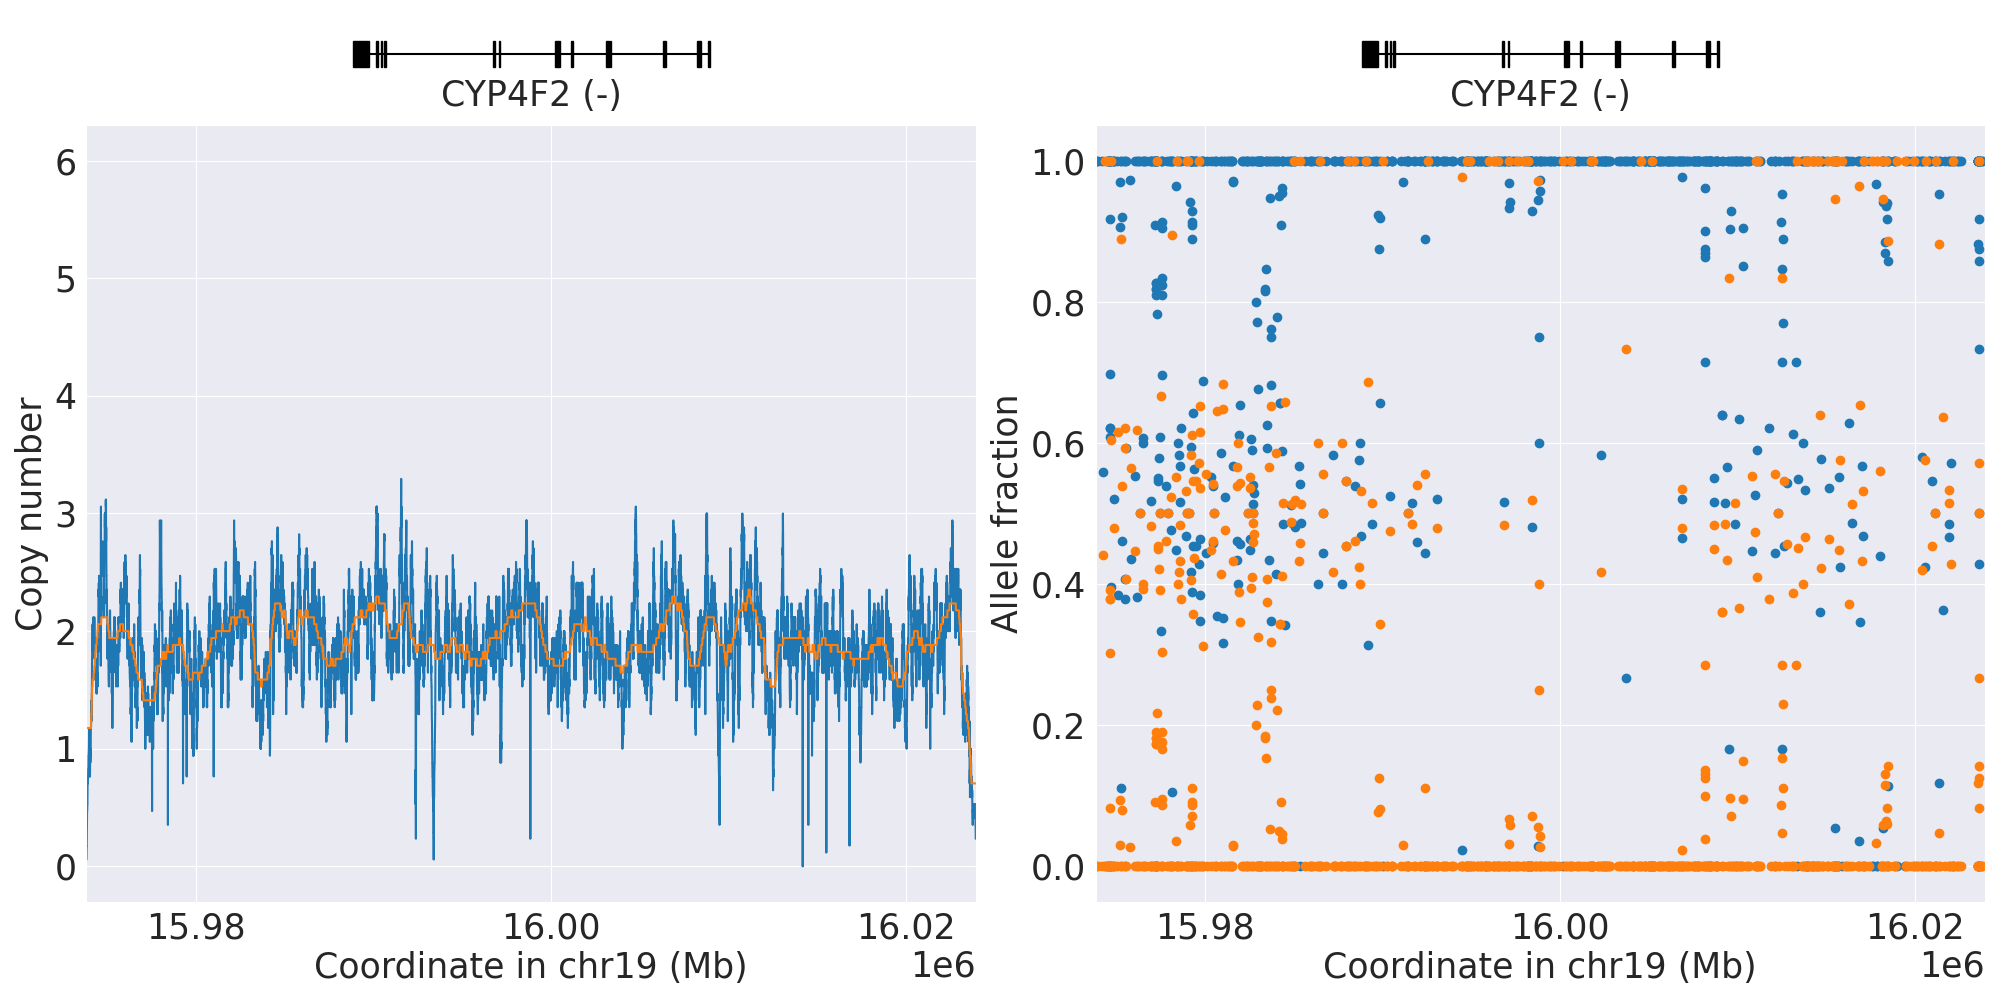 CYP4F2 (-)
6
5
4
3
2
1
0
Copy number
15.98
16.00
16.02
1e6
Coordinate in chr19 (Mb)
CYP4F2 (-)
1.0
0.8
0.6
0.4
0.2
0.0
Allele fraction
15.98
16.00
16.02
1e6
Coordinate in chr19 (Mb)